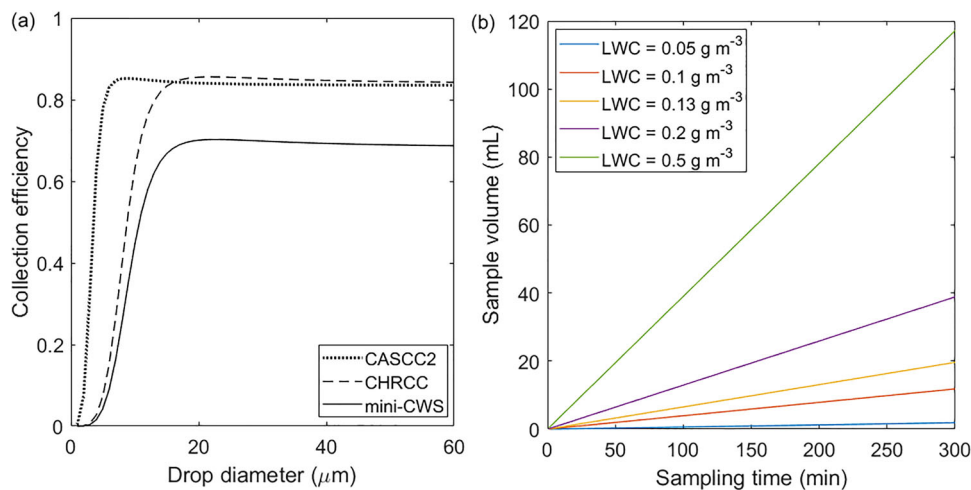 (a)
1
0.8
0.6
0.4
0.2
0
Collection efficiency
CASCC2
CHRCC
mini-CWS
0 20 40 60
Drop diameter (μm)
(b)
120
100
80
60
40
20
0
Sample volume (mL)
LWC = 0.05 g m⁻³
LWC = 0.1 g m⁻³
LWC = 0.13 g m⁻³
LWC = 0.2 g m⁻³
LWC = 0.5 g m⁻³
0 50 100 150 200 250 300
Sampling time (min)